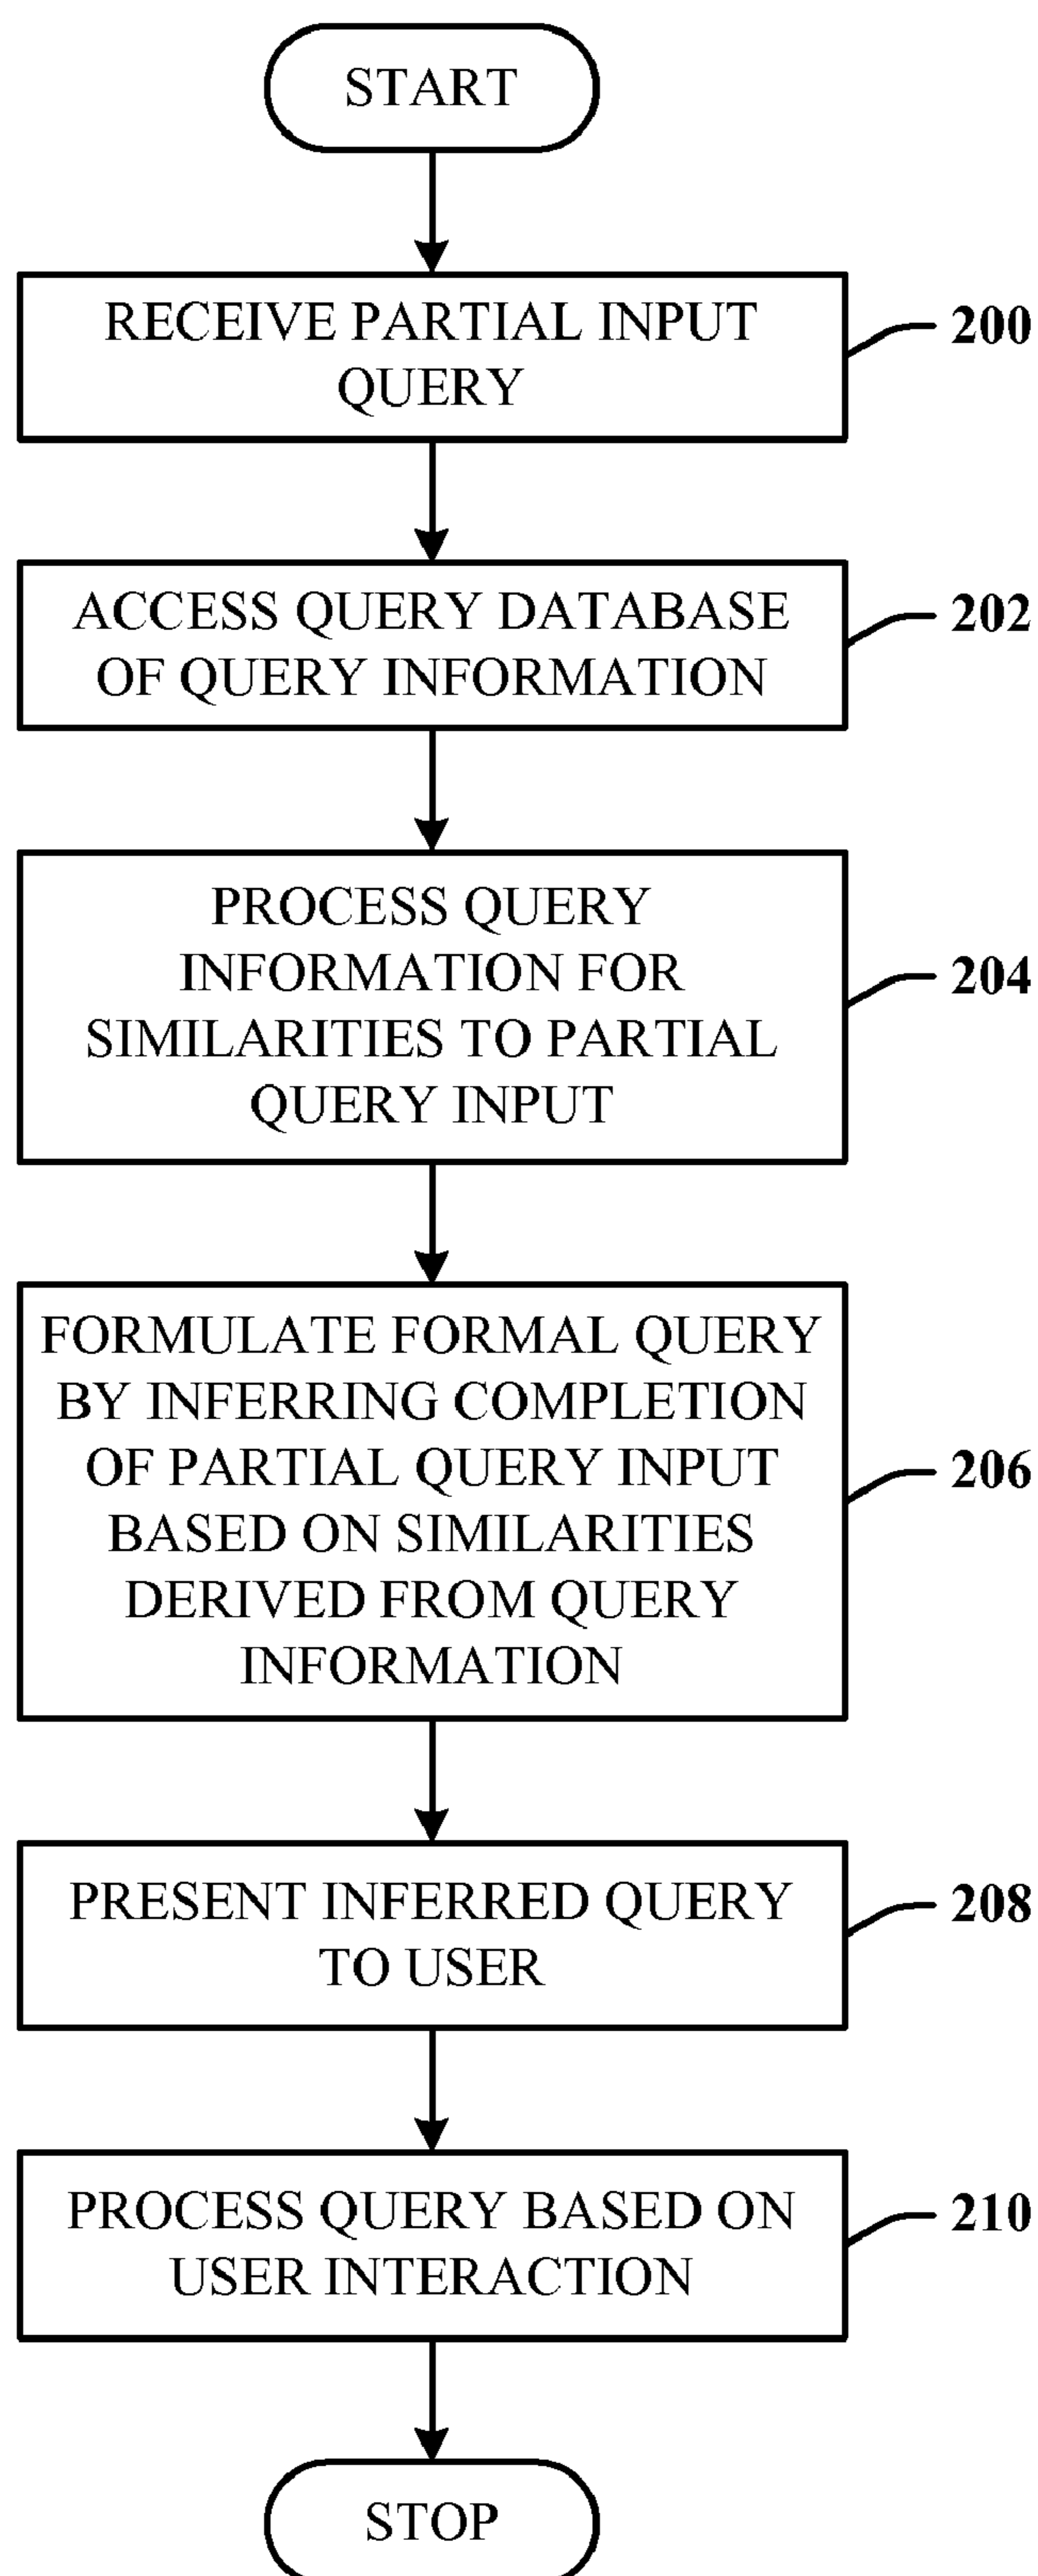 START
RECEIVE PARTIAL INPUT
QUERY
200
ACCESS QUERY DATABASE
OF QUERY INFORMATION
202
PROCESS QUERY
INFORMATION FOR
SIMILARITIES TO PARTIAL
QUERY INPUT
204
FORMULATE FORMAL QUERY
BY INFERRING COMPLETION
OF PARTIAL QUERY INPUT
BASED ON SIMILARITIES
DERIVED FROM QUERY
INFORMATION
206
PRESENT INFERRED QUERY
TO USER
208
PROCESS QUERY BASED ON
USER INTERACTION
210
STOP